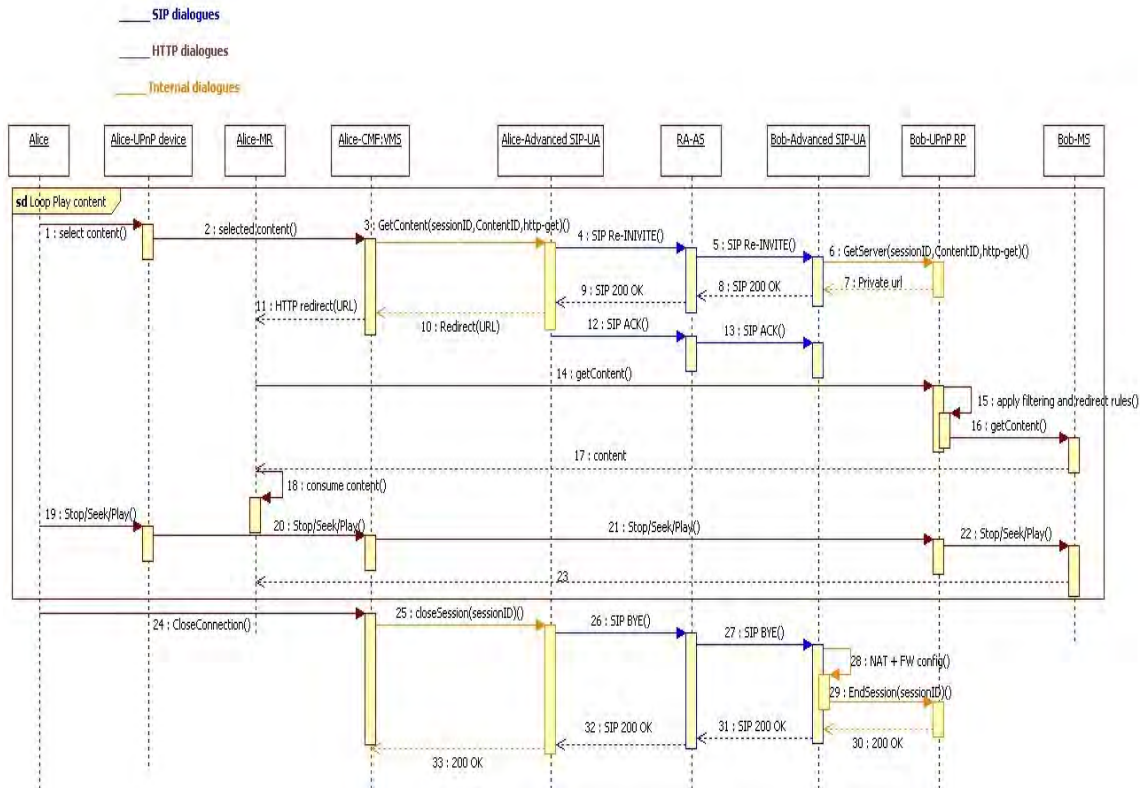 SIP dialogues
HTTP dialogues
Internal dialogues
Alice
Alice-UPnP device
Alice-MR
Alice-CMF:VMS
Alice-Advanced SIP-UA
RA-AS
Bob-Advanced SIP-UA
Bob-UPnP RP
Bob-MS
sd Loop Play content
1 : select content()
2 : selected content()
3 : GetContent(sessionID,ContentID,http-get)()
4 : SIP Re-INIVITE()
5 : SIP Re-INVITE()
6 : GetServer(sessionID,ContentID,http-get)()
7 : Private url
8 : SIP 200 OK
9 : SIP 200 OK
10 : Redirect(URL)
11 : HTTP redirect(URL)
12 : SIP ACK()
13 : SIP ACK()
14 : getContent()
15 : apply filtering and redirect rules()
16 : getContent()
17 : content
18 : consume content()
19 : Stop/Seek/Play()
20 : Stop/Seek/Play()
21 : Stop/Seek/Play()
22 : Stop/Seek/Play()
23
24 : CloseConnection()
25 : closeSession(sessionID)()
26 : SIP BYE()
27 : SIP BYE()
28 : NAT + FW config()
29 : EndSession(sessionID)()
30 : 200 OK
31 : SIP 200 OK
32 : SIP 200 OK
33 : 200 OK